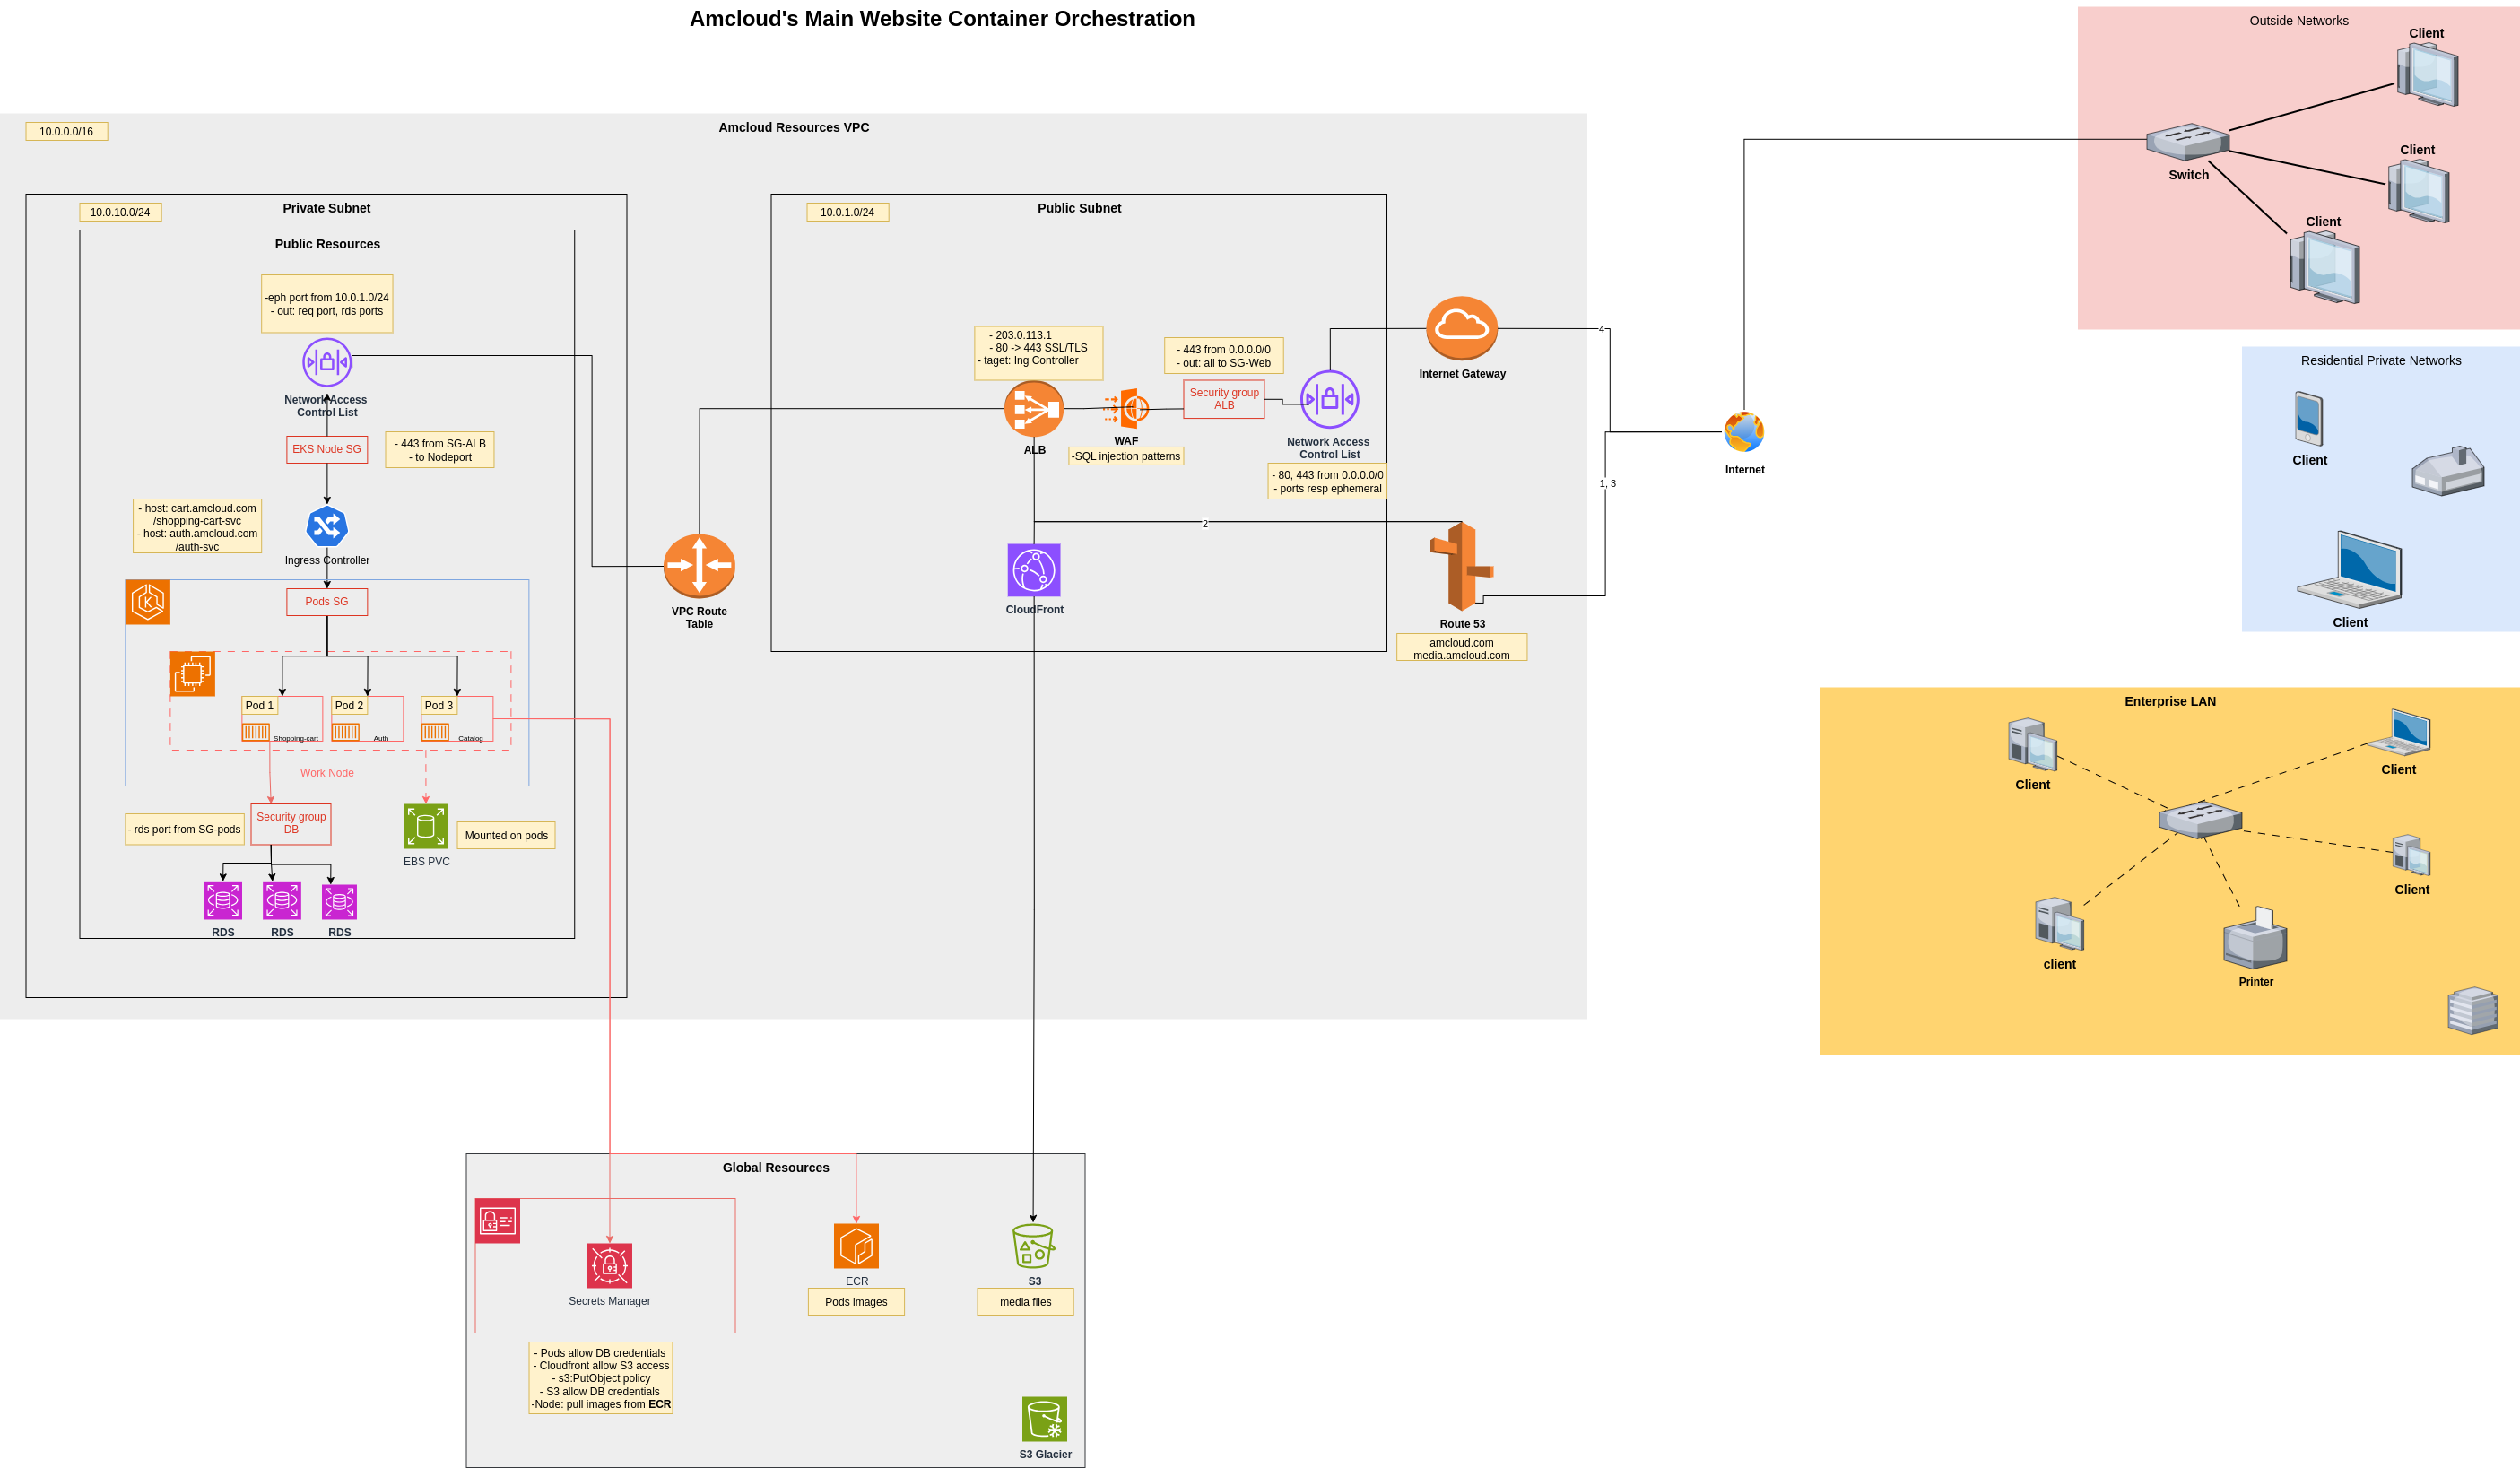 Amcloud's Main Website Container Orchestration
Outside Networks
Client
Client
Switch
Client
Residential Private Networks
Client
Client
Amcloud Resources VPC
10.0.0.0/16
Private Subnet
10.0.10.0/24
Public Resources
-eph port from 10.0.1.0/24
- out: req port, rds ports
Network Access
Control List
EKS Node SG
- 443 from SG-ALB
- to Nodeport
- host: cart.amcloud.com
/shopping-cart-svc
- host: auth.amcloud.com
/auth-svc
Ingress Controller
Pods SG
Pod 1
Shopping-cart
Pod 2
Auth
Pod 3
Catalog
Work Node
- rds port from SG-pods
Security group
DB
EBS PVC
Mounted on pods
RDS
RDS
RDS
VPC Route
Table
Public Subnet
10.0.1.0/24
- 203.0.113.1
- 80 -> 443 SSL/TLS
- taget: Ing Controller
ALB
WAF
-SQL injection patterns
- 443 from 0.0.0.0/0
- out: all to SG-Web
Security group
ALB
Network Access
Control List
- 80, 443 from 0.0.0.0/0
- ports resp ephemeral
Internet Gateway
4
1, 3
2
Internet
CloudFront
Route 53
amcloud.com
media.amcloud.com
Enterprise LAN
Client
Client
Client
client
Printer
Global Resources
Secrets Manager
ECR
Pods images
S3
media files
- Pods allow DB credentials
- Cloudfront allow S3 access
- s3:PutObject policy
- S3 allow DB credentials
-Node: pull images from ECR
S3 Glacier